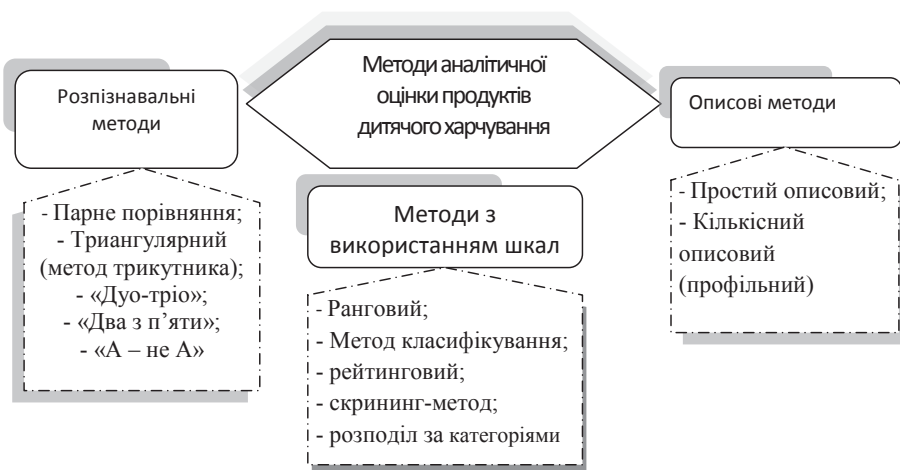 Методи аналітичної
оцінки продуктів
дитячого харчування
Розпізнавальні
методи
- Парне порівняння;
- Триангулярний
(метод трикутника);
- «Дуо-тріо»;
- «Два з п’яти»;
- «А – не А»
Методи з
використанням шкал
- Ранговий;
- Метод класифікування;
- рейтинговий;
- скрининг-метод;
- розподіл за категоріями
Описові методи
- Простий описовий;
- Кількісний
описовий
(профільний)